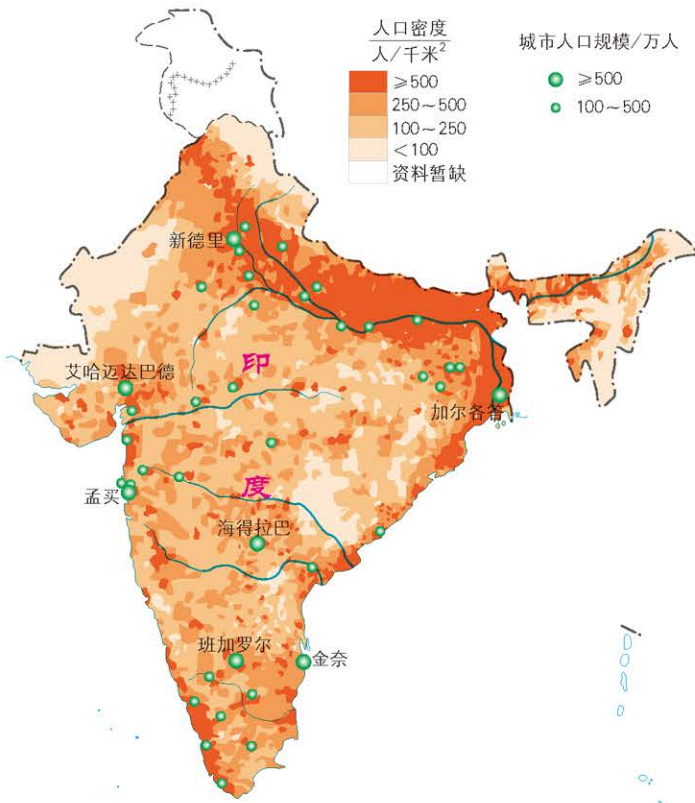 人口密度
人/千米²
≥500
250~500
100~250
<100
资料暂缺
城市人口规模/万人
≥500
100~500
新德里
印
艾哈迈达巴德
加尔各答
度
孟买
海得拉巴
班加罗尔
金奈